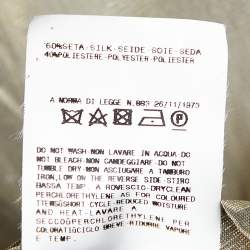 60%SETA-SILK-SEIDE-SOIE-SEDA
40%POLIESTERE-POLYESTER-POLIESTER
A NORMA DI LEGGE N.883 26/11/1973
DO NOT WASH-NON LAVARE IN ACQUA-DO
NOT BLEACH-NON CANDEGGIARE-DO NOT
TUMBLE DRY-NON ASCIUGARE A TAMBURO
IRON,LOW ON THE REVERSE SIDE-STIRO
BASSA TEMP. A ROVESCIO-DRYCLEAN
PERCHLORETHYLENE AS FOR COLOURED
ITEMS(SHORT CYCLE-REDUCED MOISTURE
AND HEAT-LAVARE A
SECCO(PERCHLORETHYLENE PER
COLORATI(CICLO BREVE-RIDURRE VAPORE
E TEMP.